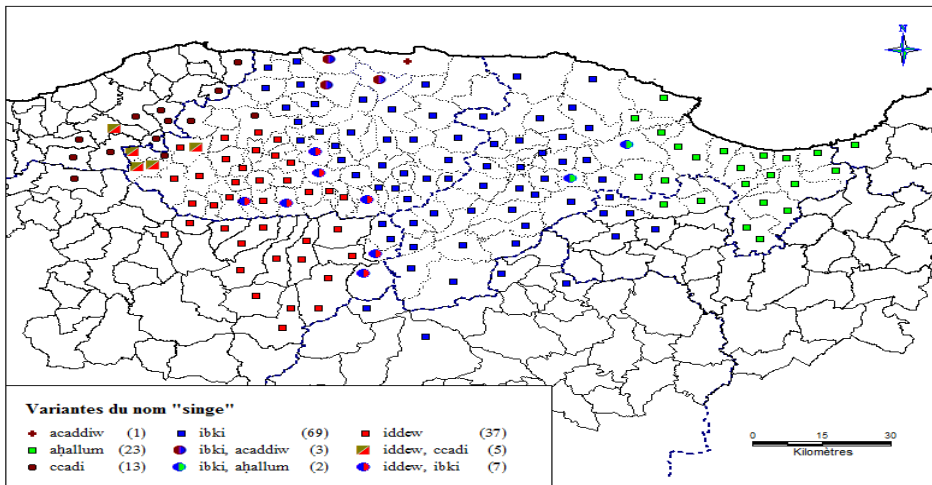 N
Variantes du nom "singe"
acaddiw (1) ibki (69) iddew (37)
aḥallum (23) ibki, acaddiw (3) iddew, ccadi (5)
ccadi (13) ibki, aḥallum (2) iddew, ibki (7)
0 15 30
Kilomètres